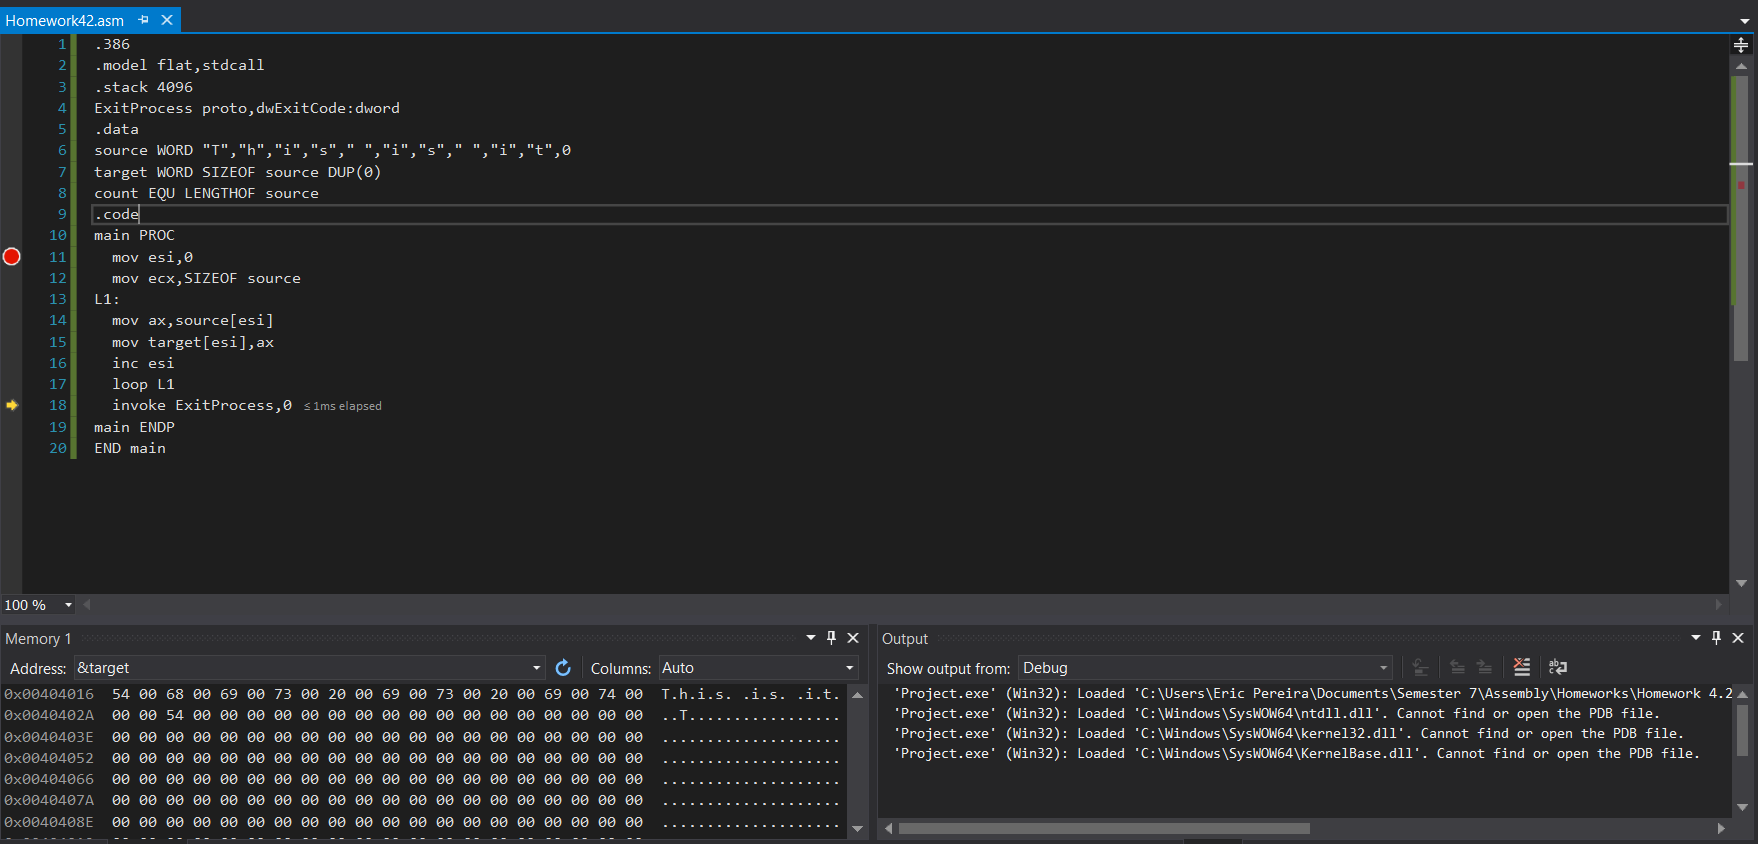 Homework42.asm
1 .386
2 .model flat,stdcall
3 .stack 4096
4 ExitProcess proto,dwExitCode:dword
5 .data
6 source WORD "T","h","i","s"," ","i","s"," ","i","t",0
7 target WORD SIZEOF source DUP(0)
8 count EQU LENGTHOF source
9 .code
10 main PROC
11 mov esi,0
12 mov ecx,SIZEOF source
13 L1:
14 mov ax,source[esi]
15 mov target[esi],ax
16 inc esi
17 loop L1
18 invoke ExitProcess,0 ≤ 1ms elapsed
19 main ENDP
20 END main
100 %
Memory 1
Address: &target Columns: Auto
0x00404016 54 00 68 00 69 00 73 00 20 00 69 00 73 00 20 00 69 00 74 00 T.h.i.s. .i.s. .i.t.
0x0040402A 00 00 54 00 00 00 00 00 00 00 00 00 00 00 00 00 00 00 00 00 ..T.................
0x0040403E 00 00 00 00 00 00 00 00 00 00 00 00 00 00 00 00 00 00 00 00 ....................
0x00404052 00 00 00 00 00 00 00 00 00 00 00 00 00 00 00 00 00 00 00 00 ....................
0x00404066 00 00 00 00 00 00 00 00 00 00 00 00 00 00 00 00 00 00 00 00 ....................
0x0040407A 00 00 00 00 00 00 00 00 00 00 00 00 00 00 00 00 00 00 00 00 ....................
0x0040408E 00 00 00 00 00 00 00 00 00 00 00 00 00 00 00 00 00 00 00 00 ....................
Output
Show output from: Debug
'Project.exe' (Win32): Loaded 'C:\Users\Eric Pereira\Documents\Semester 7\Assembly\Homeworks\Homework 4.2
'Project.exe' (Win32): Loaded 'C:\Windows\SysWOW64\ntdll.dll'. Cannot find or open the PDB file.
'Project.exe' (Win32): Loaded 'C:\Windows\SysWOW64\kernel32.dll'. Cannot find or open the PDB file.
'Project.exe' (Win32): Loaded 'C:\Windows\SysWOW64\KernelBase.dll'. Cannot find or open the PDB file.